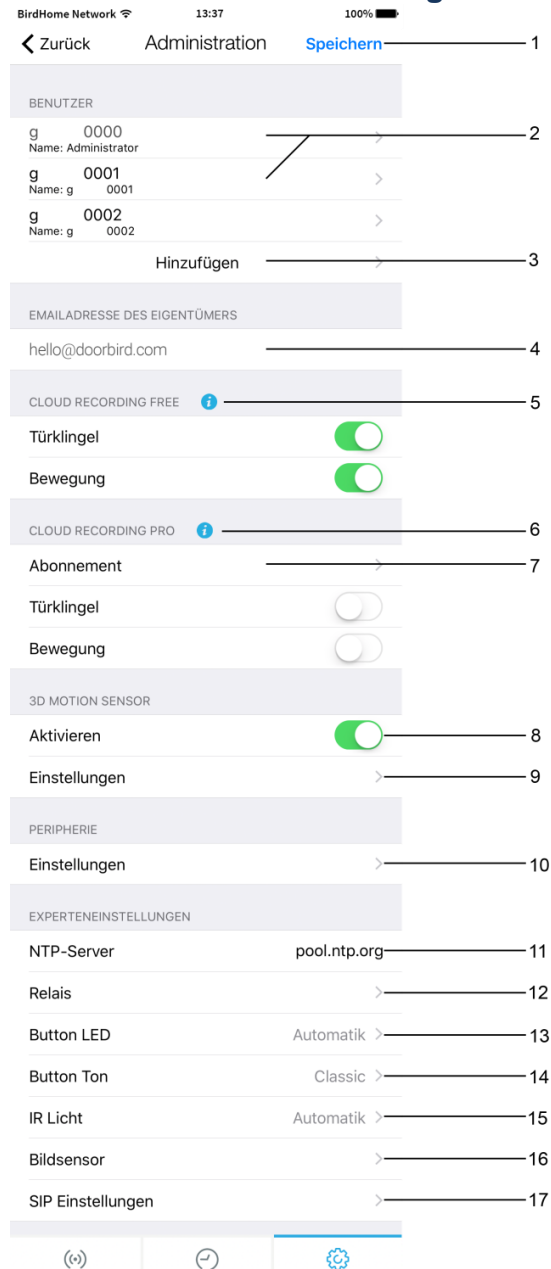 BirdHome Network 13:37 100%
Zurück Administration Speichern 1
BENUTZER
g 0000 2
Name: Administrator
g 0001
Name: g 0001
g 0002
Name: g 0002
Hinzufügen 3
EMAILADRESSE DES EIGENTÜMERS
hello@doorbird.com 4
CLOUD RECORDING FREE i 5
Türklingel
Bewegung
CLOUD RECORDING PRO i 6
Abonnement 7
Türklingel
Bewegung
3D MOTION SENSOR
Aktivieren 8
Einstellungen 9
PERIPHERIE
Einstellungen 10
EXPERTENEINSTELLUNGEN
NTP-Server pool.ntp.org 11
Relais 12
Button LED Automatik 13
Button Ton Classic 14
IR Licht Automatik 15
Bildsensor 16
SIP Einstellungen 17